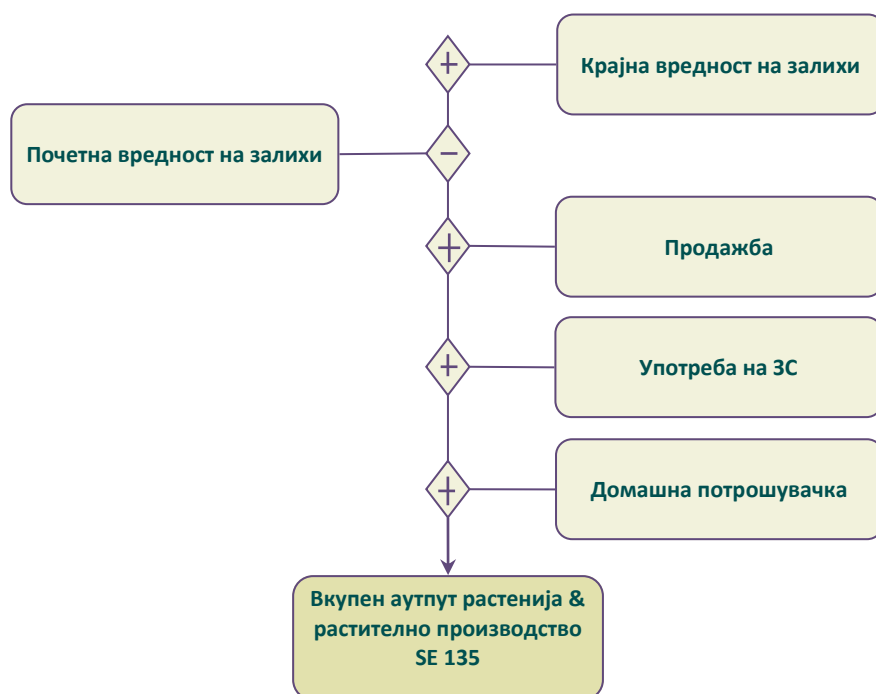 Крајна вредност на залихи
Почетна вредност на залихи
Продажба
Употреба на ЗС
Домашна потрошувачка
Вкупен аутпут растенија &
растително производство
SE 135